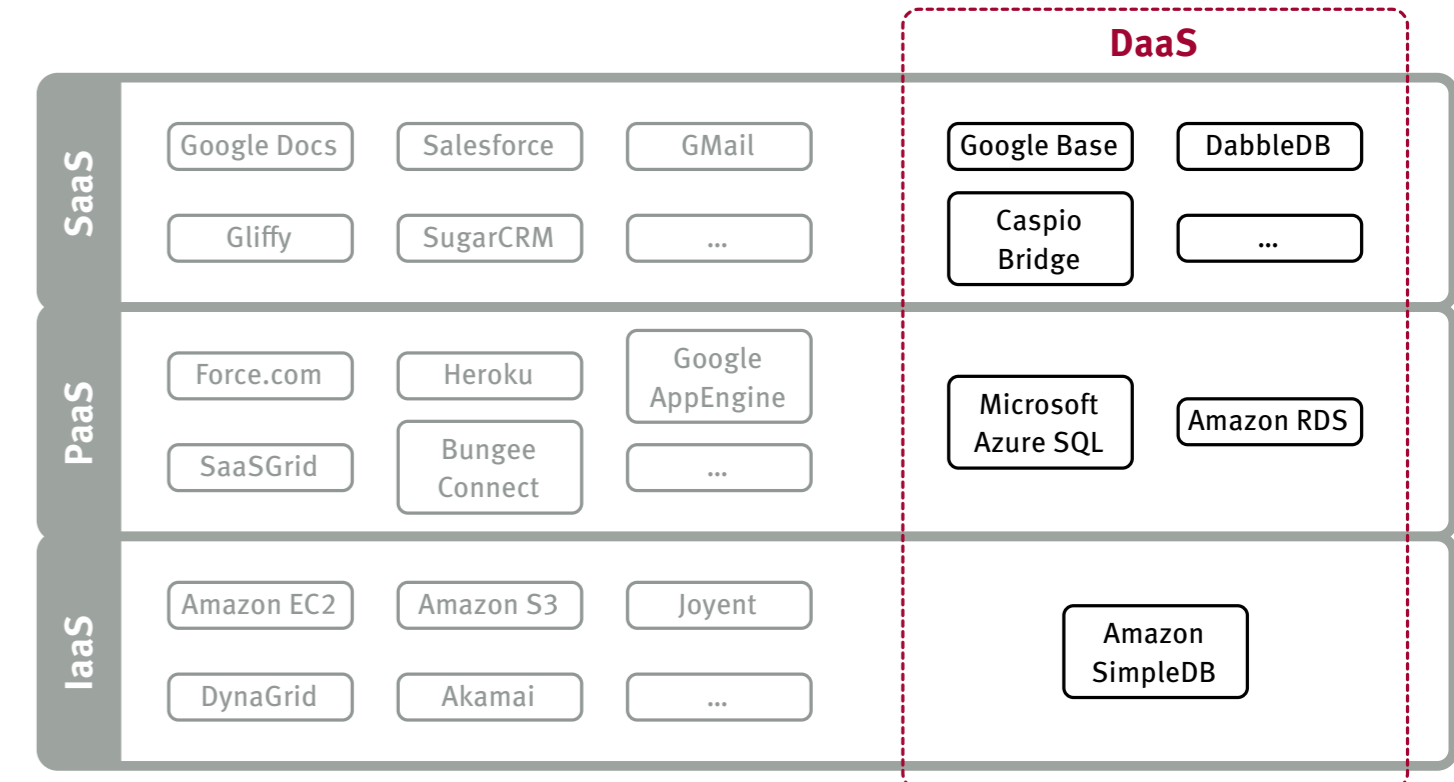 DaaS
SaaS
Google Docs
Salesforce
GMail
Google Base
DabbleDB
Gliffy
SugarCRM
...
Caspio
Bridge
...
PaaS
Force.com
Heroku
Google
AppEngine
Microsoft
Azure SQL
Amazon RDS
SaaSGrid
Bungee
Connect
...
IaaS
Amazon EC2
Amazon S3
Joyent
Amazon
SimpleDB
DynaGrid
Akamai
...